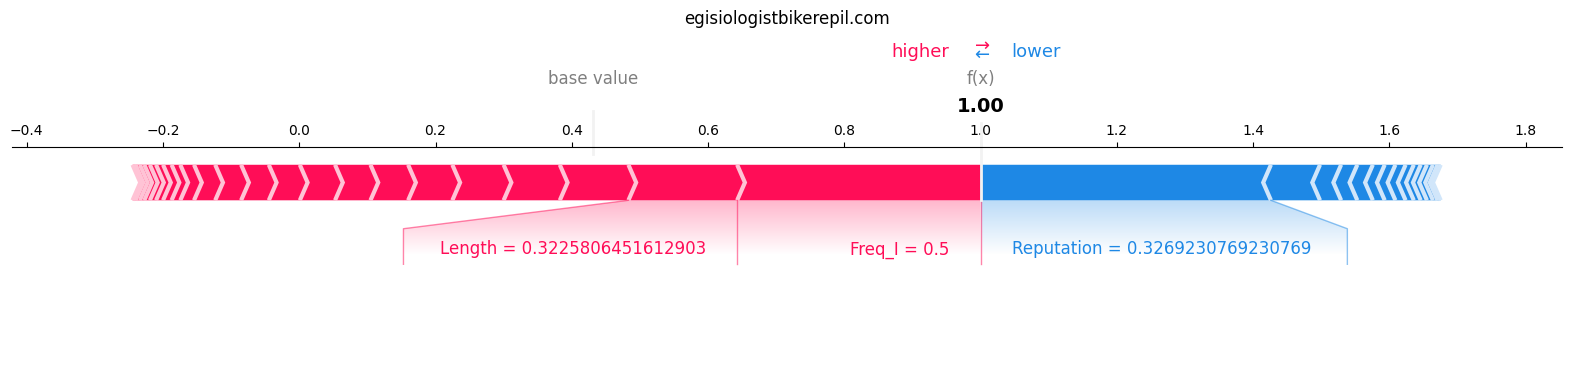 egisiologistbikerepil.com
higher ⇄ lower
base value f(x)
1.00
−0.4 −0.2 0.0 0.2 0.4 0.6 0.8 1.0 1.2 1.4 1.6 1.8
Length = 0.3225806451612903 Freq_I = 0.5 Reputation = 0.3269230769230769